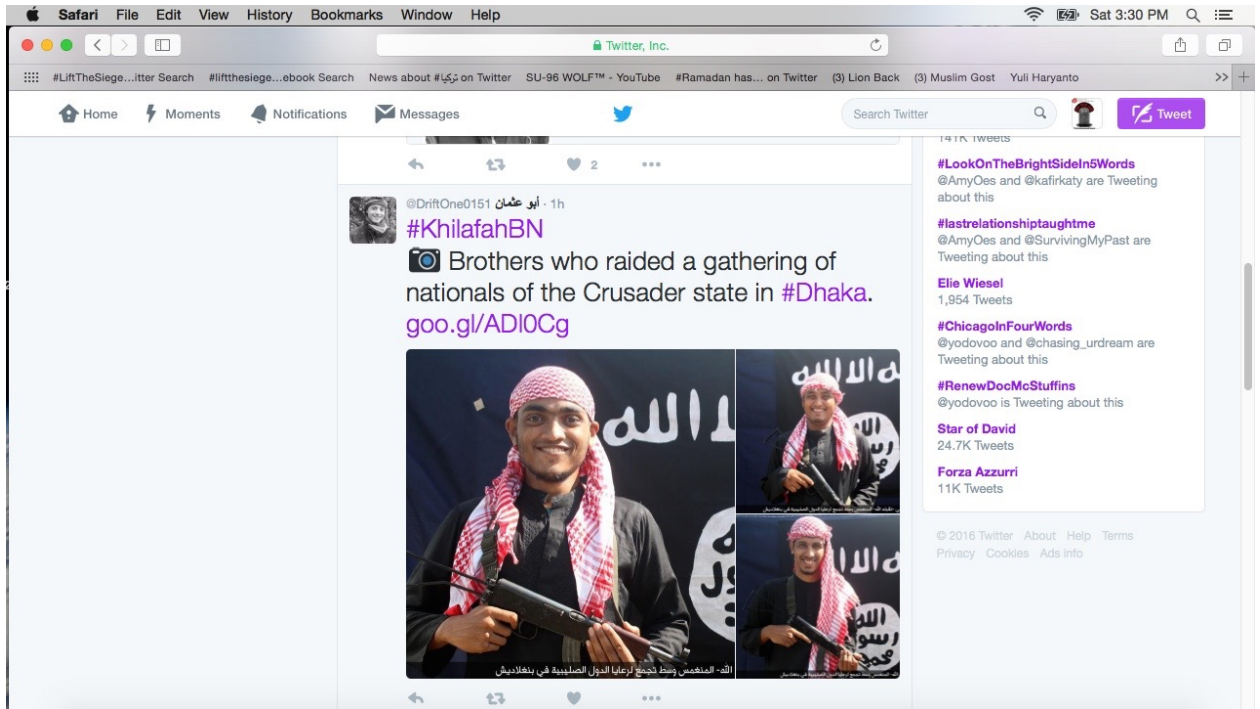 Safari File Edit View History Bookmarks Window Help Sat 3:30 PM
Twitter, Inc.
#LiftTheSiege...itter Search #liftthesiege...ebook Search News about #تركيا on Twitter SU-96 WOLF™ - YouTube #Ramadan has... on Twitter (3) Lion Back (3) Muslim Gost Yuli Haryanto >> +
Home Moments Notifications Messages Search Twitter Tweet
2
@DriftOne0151 أبو عثمان · 1h
#KhilafahBN
Brothers who raided a gathering of
nationals of the Crusader state in #Dhaka.
goo.gl/ADl0Cg
الله
رسول
محمد
الله- المنغمس وسط تجمع لرعايا الدول الصليبية في بنغلاديش
141K Tweets
#LookOnTheBrightSideIn5Words
@AmyOes and @kafirkaty are Tweeting
about this
#lastrelationshiptaughtme
@AmyOes and @SurvivingMyPast are
Tweeting about this
Elie Wiesel
1,954 Tweets
#ChicagoInFourWords
@yodovoo and @chasing_urdream are
Tweeting about this
#RenewDocMcStuffins
@yodovoo is Tweeting about this
Star of David
24.7K Tweets
Forza Azzurri
11K Tweets
© 2016 Twitter About Help Terms
Privacy Cookies Ads info